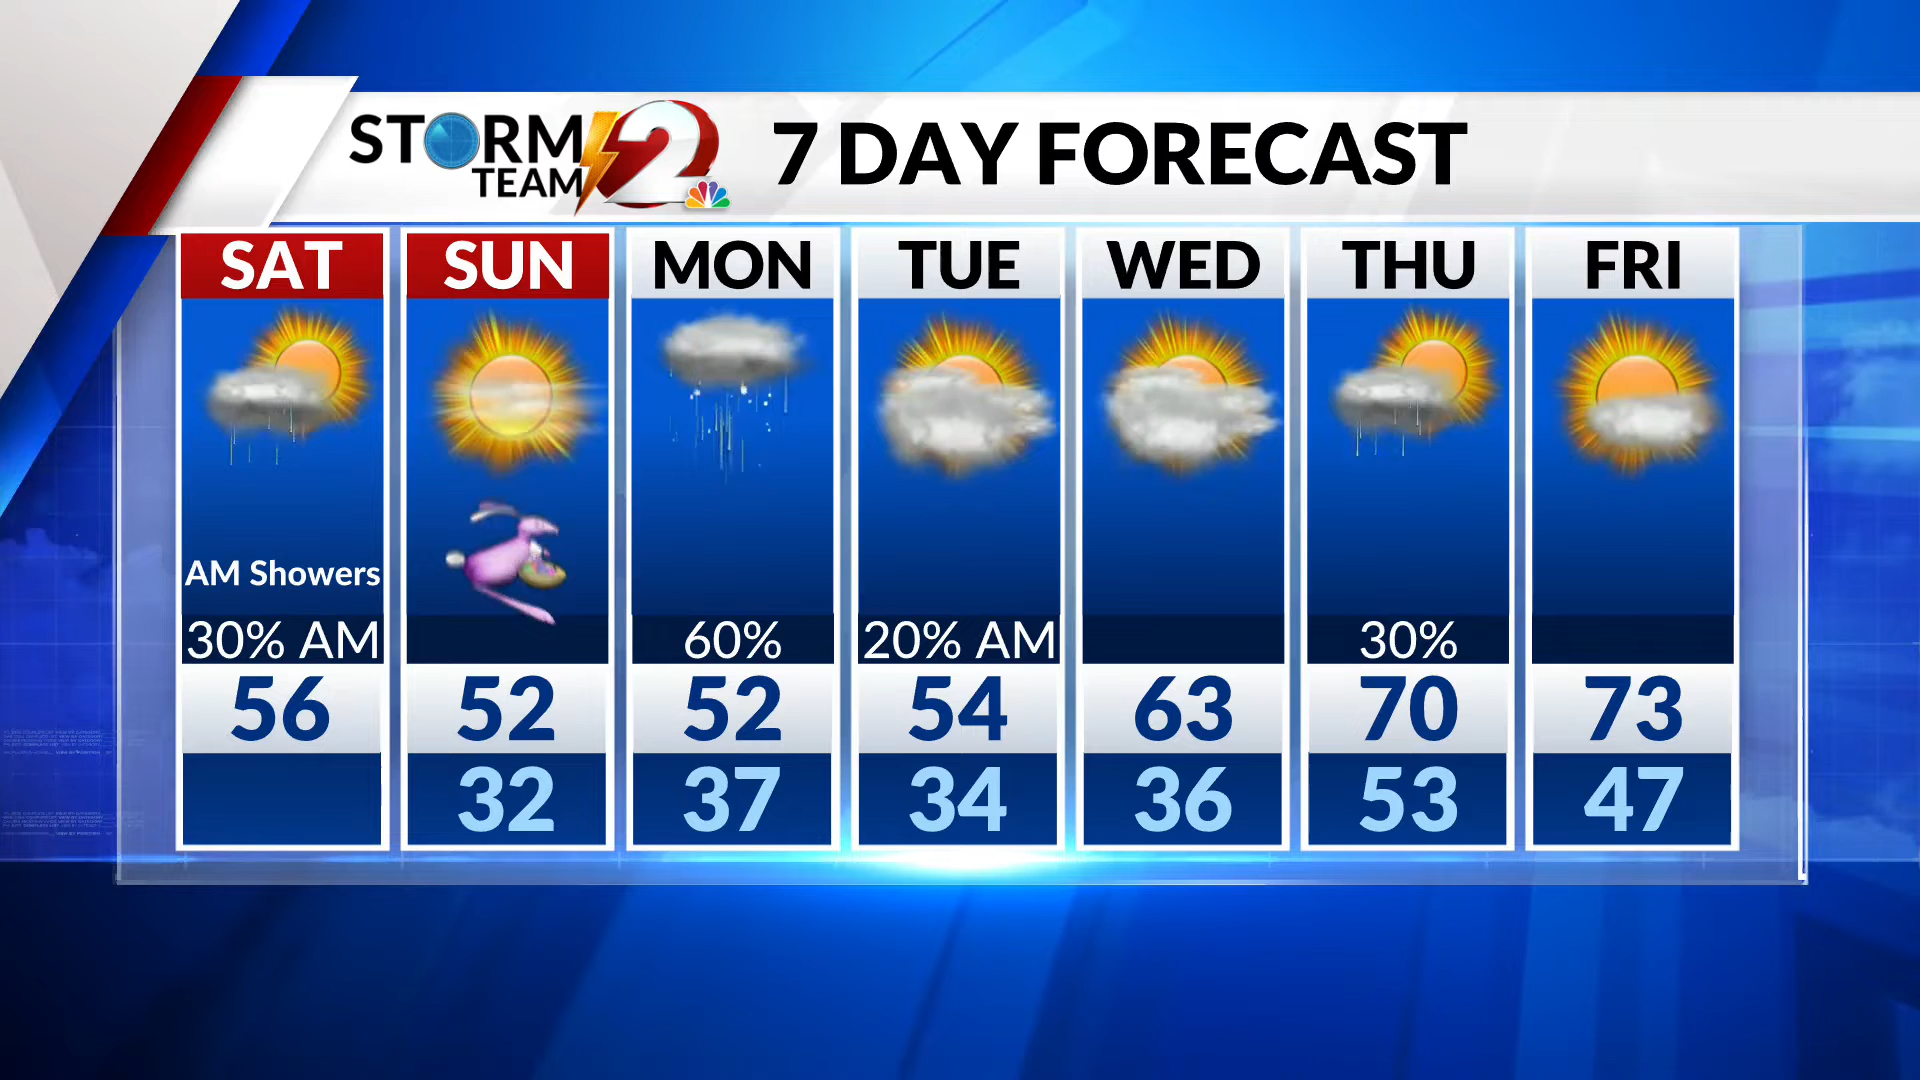 STORM
TEAM
2
7 DAY FORECAST
SAT SUN MON TUE WED THU FRI
AM Showers
30% AM 60% 20% AM 30%
56 52 52 54 63 70 73
32 37 34 36 53 47